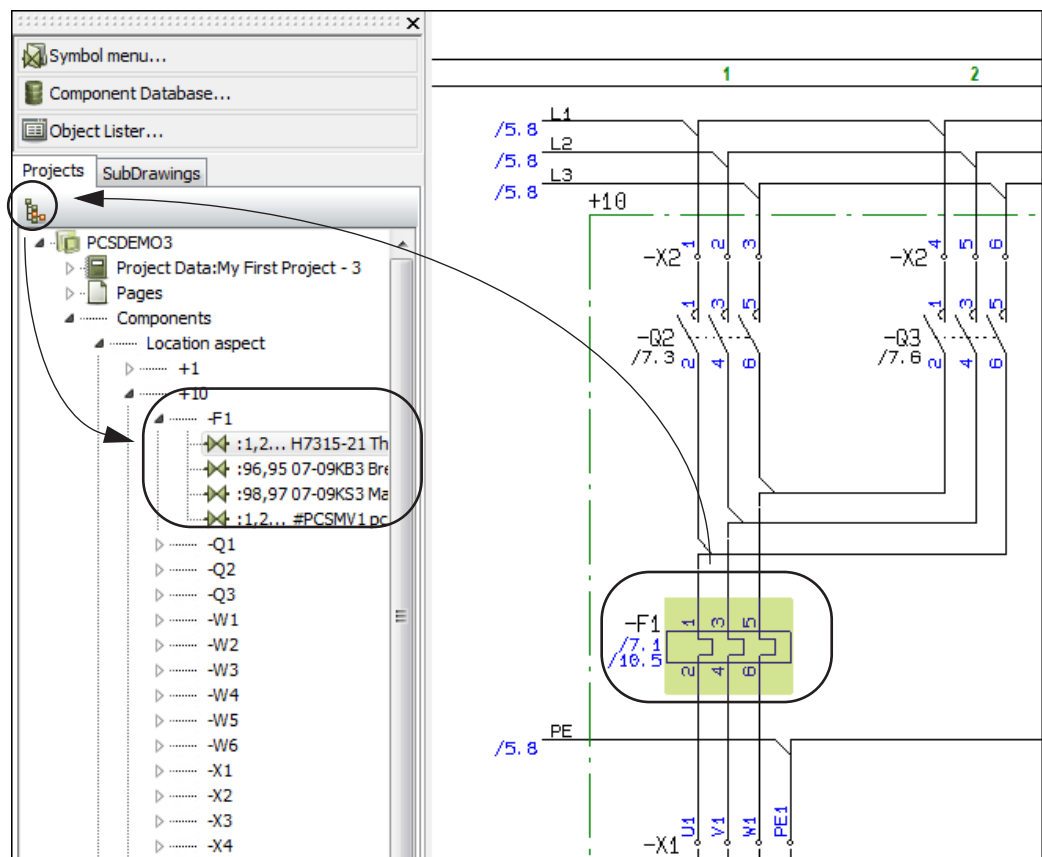 Symbol menu...
Component Database...
Object Lister...
Projects SubDrawings
PCSDEMO3
Project Data:My First Project - 3
Pages
Components
Location aspect
+1
+10
-F1
:1,2... H7315-21 Th
:96,95 07-09KB3 Bre
:98,97 07-09KS3 Ma
:1,2... #PCSMV1 pc
-Q1
-Q2
-Q3
-W1
-W2
-W3
-W4
-W5
-W6
-X1
-X2
-X3
-X4
1 2
L1
/5.8
L2
/5.8
L3
/5.8
+10
-X2 1 2 3
-X2 4 5 6
1 3 5
-Q2
/7.3
2 4 6
1 3 5
-Q3
/7.6
2 4 6
-F1 1 3 5
/7.1
/10.5
2 4 6
PE
/5.8
-X1 U1 V1 W1 PE1